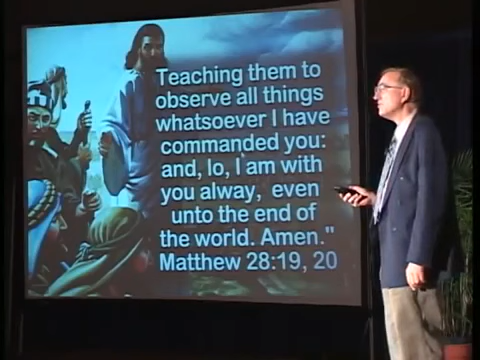 Teaching them to
observe all things
whatsoever I have
commanded you:
and, lo, I am with
you alway, even
unto the end of
the world. Amen."
Matthew 28:19, 20